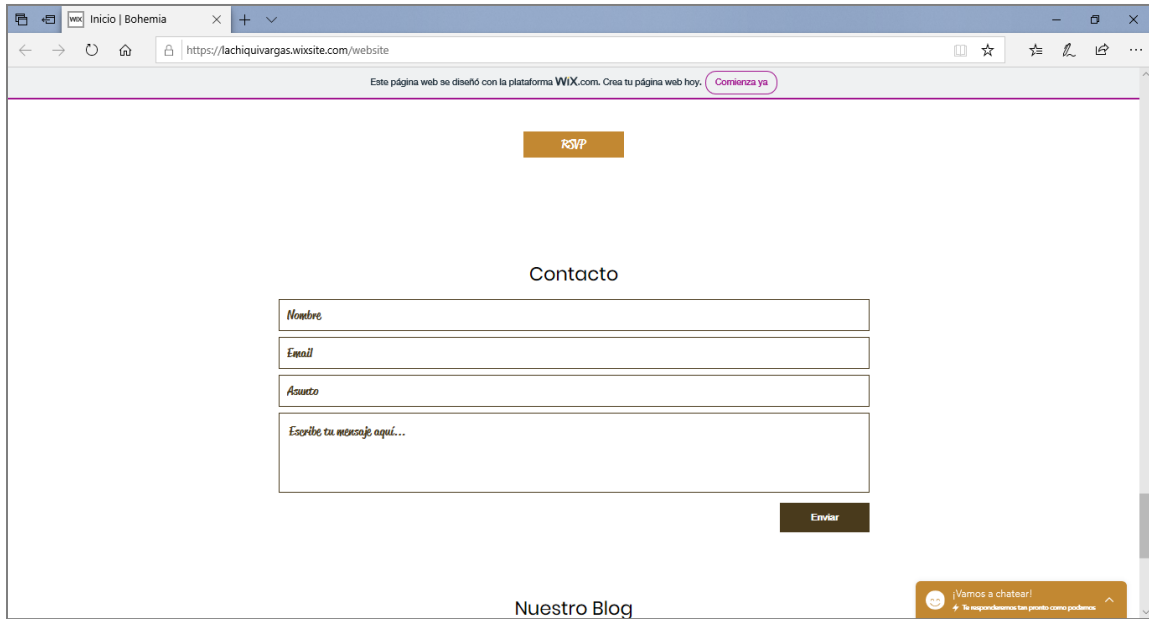 WIX Inicio | Bohemia
https://lachiquivargas.wixsite.com/website
Este página web se diseñó con la plataforma WiX.com. Crea tu página web hoy. Comienza ya
RSVP
Contacto
Nombre
Email
Asunto
Escribe tu mensaje aquí...
Enviar
Nuestro Blog
¡Vamos a chatear!
Te responderemos tan pronto como podamos